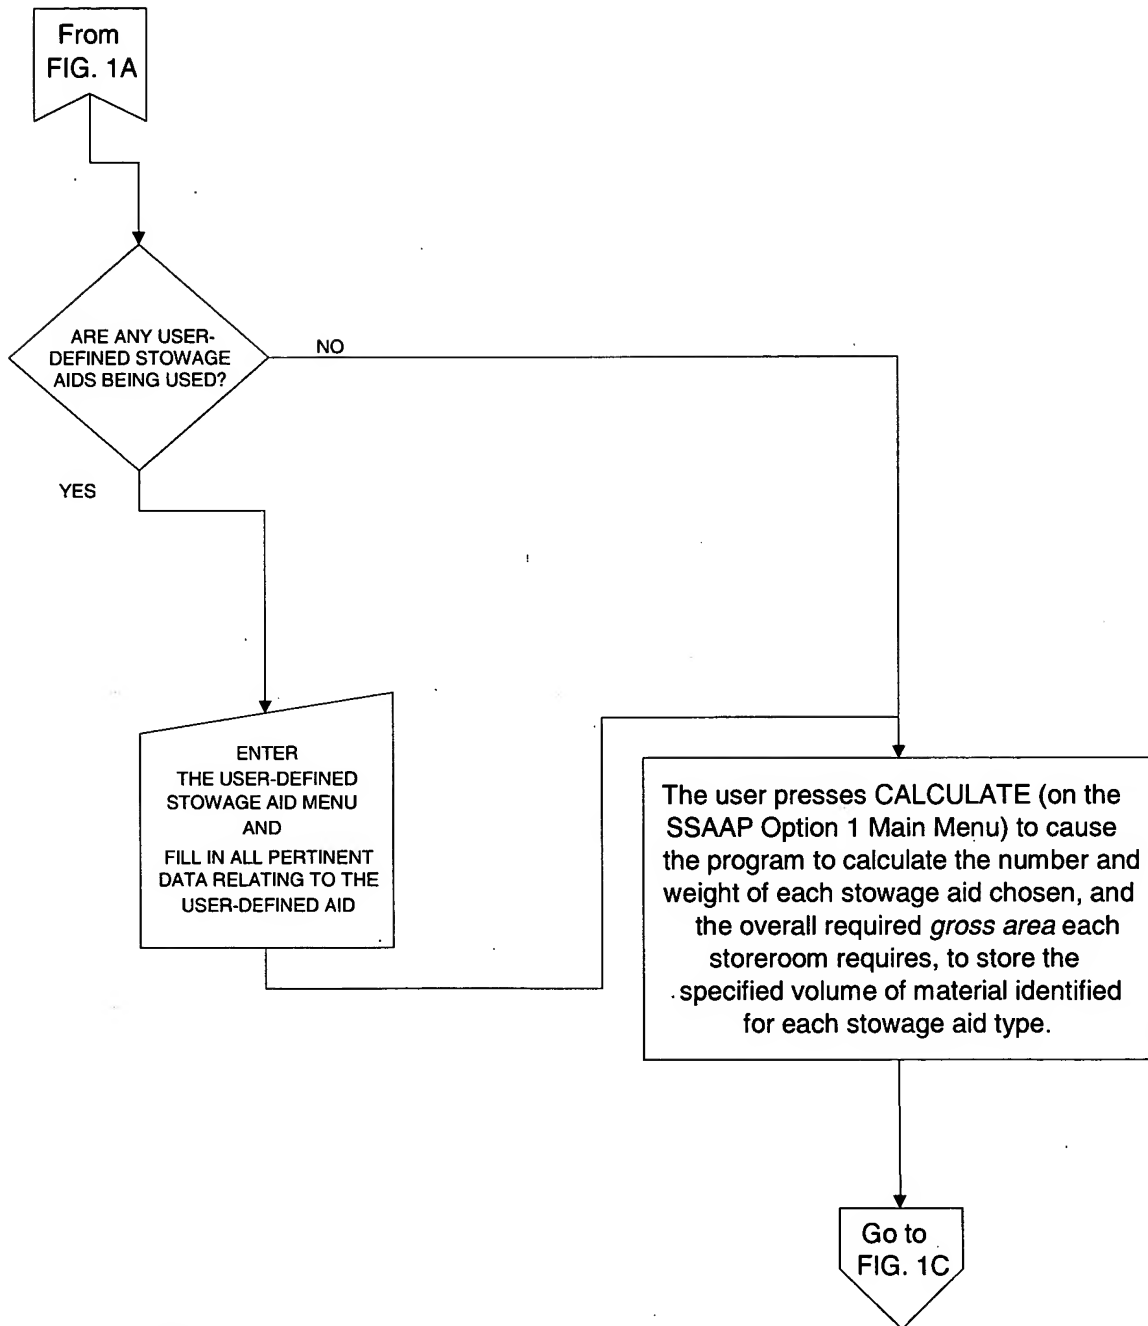 From
FIG. 1A
ARE ANY USER-
DEFINED STOWAGE
AIDS BEING USED?
NO
YES
ENTER
THE USER-DEFINED
STOWAGE AID MENU
AND
FILL IN ALL PERTINENT
DATA RELATING TO THE
USER-DEFINED AID
The user presses CALCULATE (on the
SSAAP Option 1 Main Menu) to cause
the program to calculate the number and
weight of each stowage aid chosen, and
the overall required gross area each
storeroom requires, to store the
specified volume of material identified
for each stowage aid type.
Go to
FIG. 1C